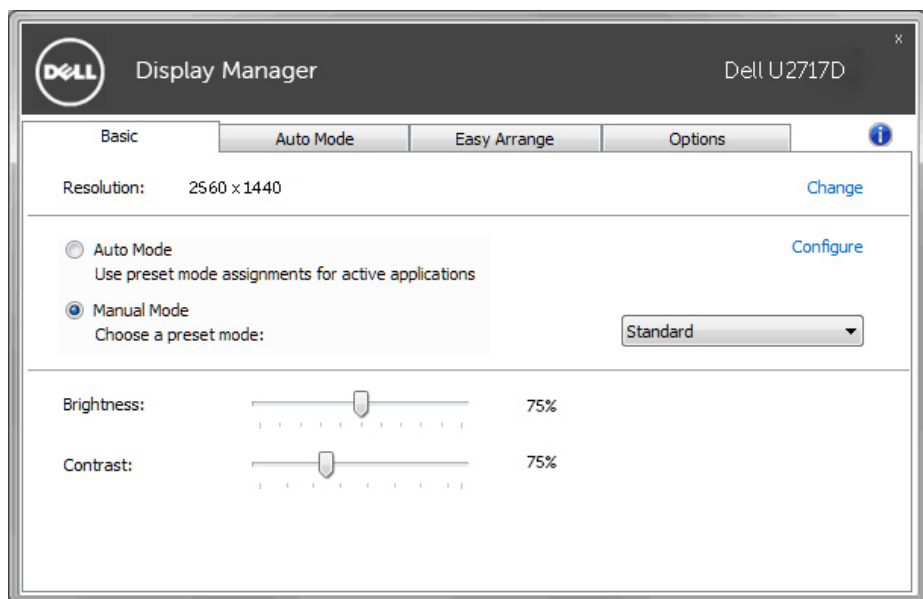 x
DELL Display Manager Dell U2717D
Basic Auto Mode Easy Arrange Options i
Resolution: 2560 x 1440 Change
Auto Mode Configure
Use preset mode assignments for active applications
Manual Mode
Choose a preset mode: Standard
Brightness: 75%
Contrast: 75%